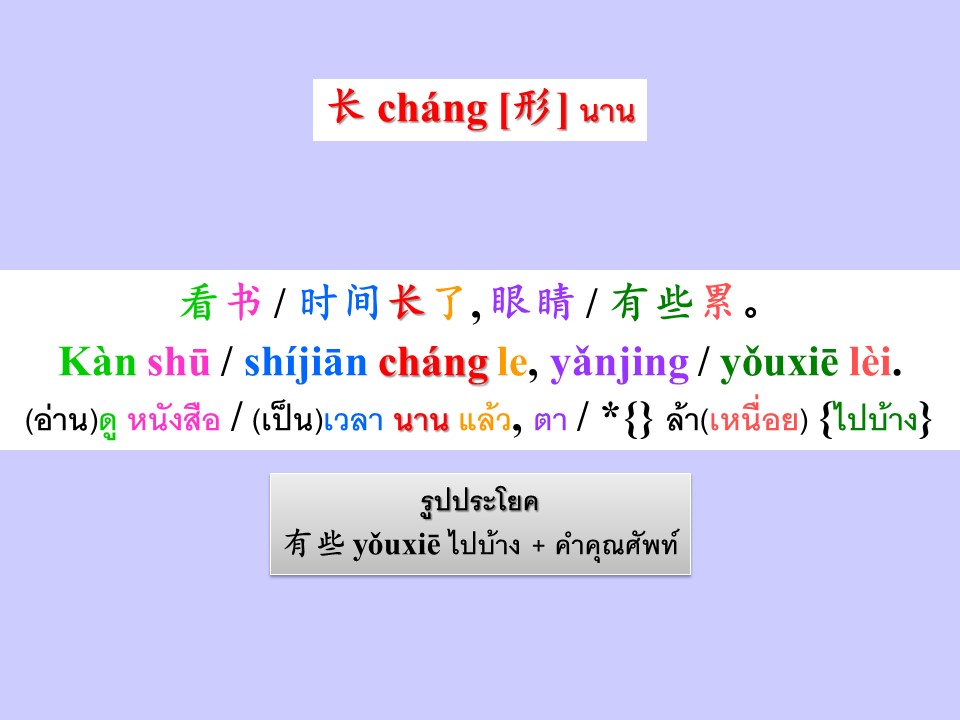 长 cháng [形] นาน
看书 / 时间长了, 眼睛 / 有些累。
Kàn shū / shíjiān cháng le, yǎnjing / yǒuxiē lèi.
(อ่าน)ดู หนังสือ / (เป็น)เวลา นาน แล้ว, ตา / *{} ล้า(เหนื่อย) {ไปบ้าง}
รูปประโยค
有些 yǒuxiē ไปบ้าง + คำคุณศัพท์